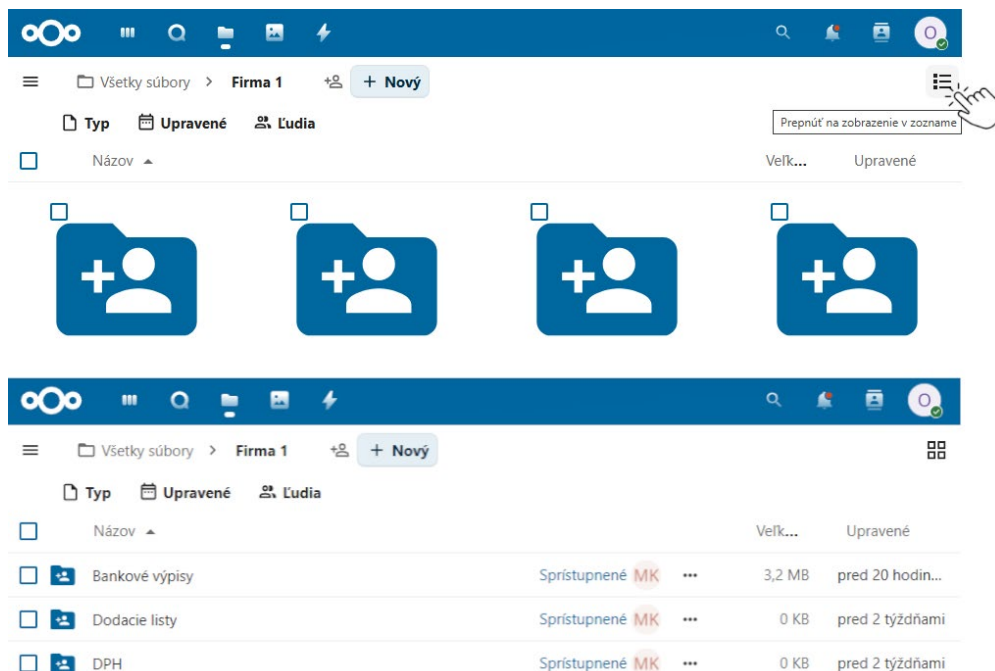 O
Všetky súbory > Firma 1 + Nový
Typ Upravené Ľudia
Prepnúť na zobrazenie v zozname
Názov Veľk... Upravené
O
Všetky súbory > Firma 1 + Nový
Typ Upravené Ľudia
Názov Veľk... Upravené
Bankové výpisy Sprístupnené MK ••• 3,2 MB pred 20 hodin...
Dodacie listy Sprístupnené MK ••• 0 KB pred 2 týždňami
DPH Sprístupnené MK ••• 0 KB pred 2 týždňami